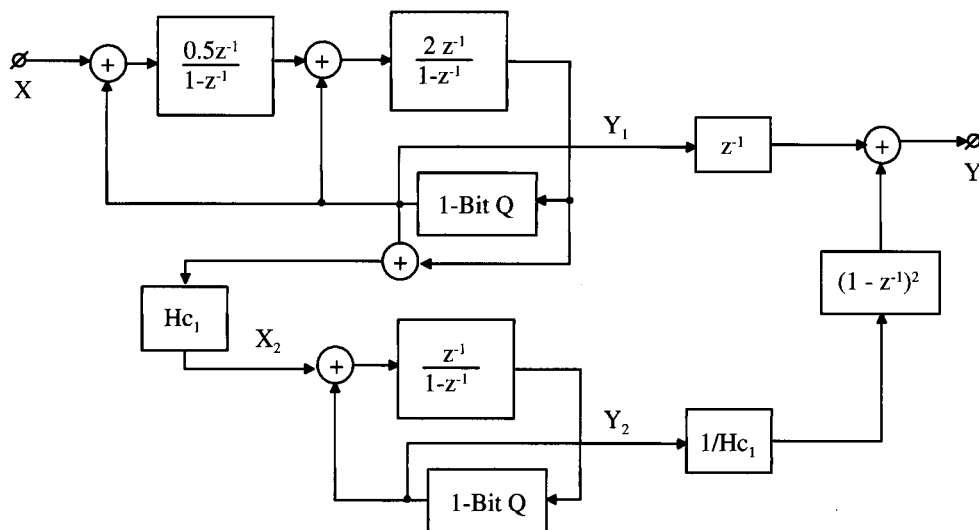 X
+
0.5z⁻¹
1-z⁻¹
+
2 z⁻¹
1-z⁻¹
Y₁
z⁻¹
+
Y
1-Bit Q
+
Hc₁
(1 - z⁻¹)²
X₂
+
z⁻¹
1-z⁻¹
Y₂
1/Hc₁
1-Bit Q